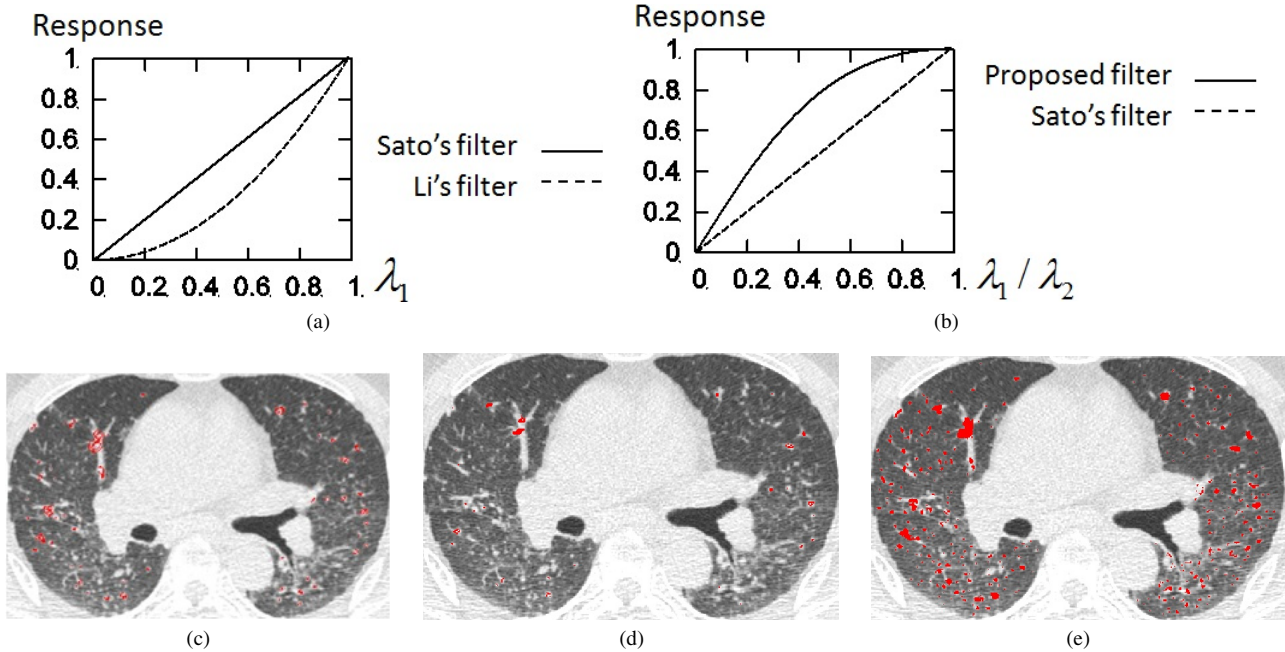 Response
1.
0.8
0.6
0.4
0.2
0.
0. 0.2 0.4 0.6 0.8 1. λ₁
Sato's filter
Li's filter
(a)
Response
1.
0.8
0.6
0.4
0.2
0.
0. 0.2 0.4 0.6 0.8 1. λ₁ / λ₂
Proposed filter
Sato's filter
(b)
(c)
(d)
(e)